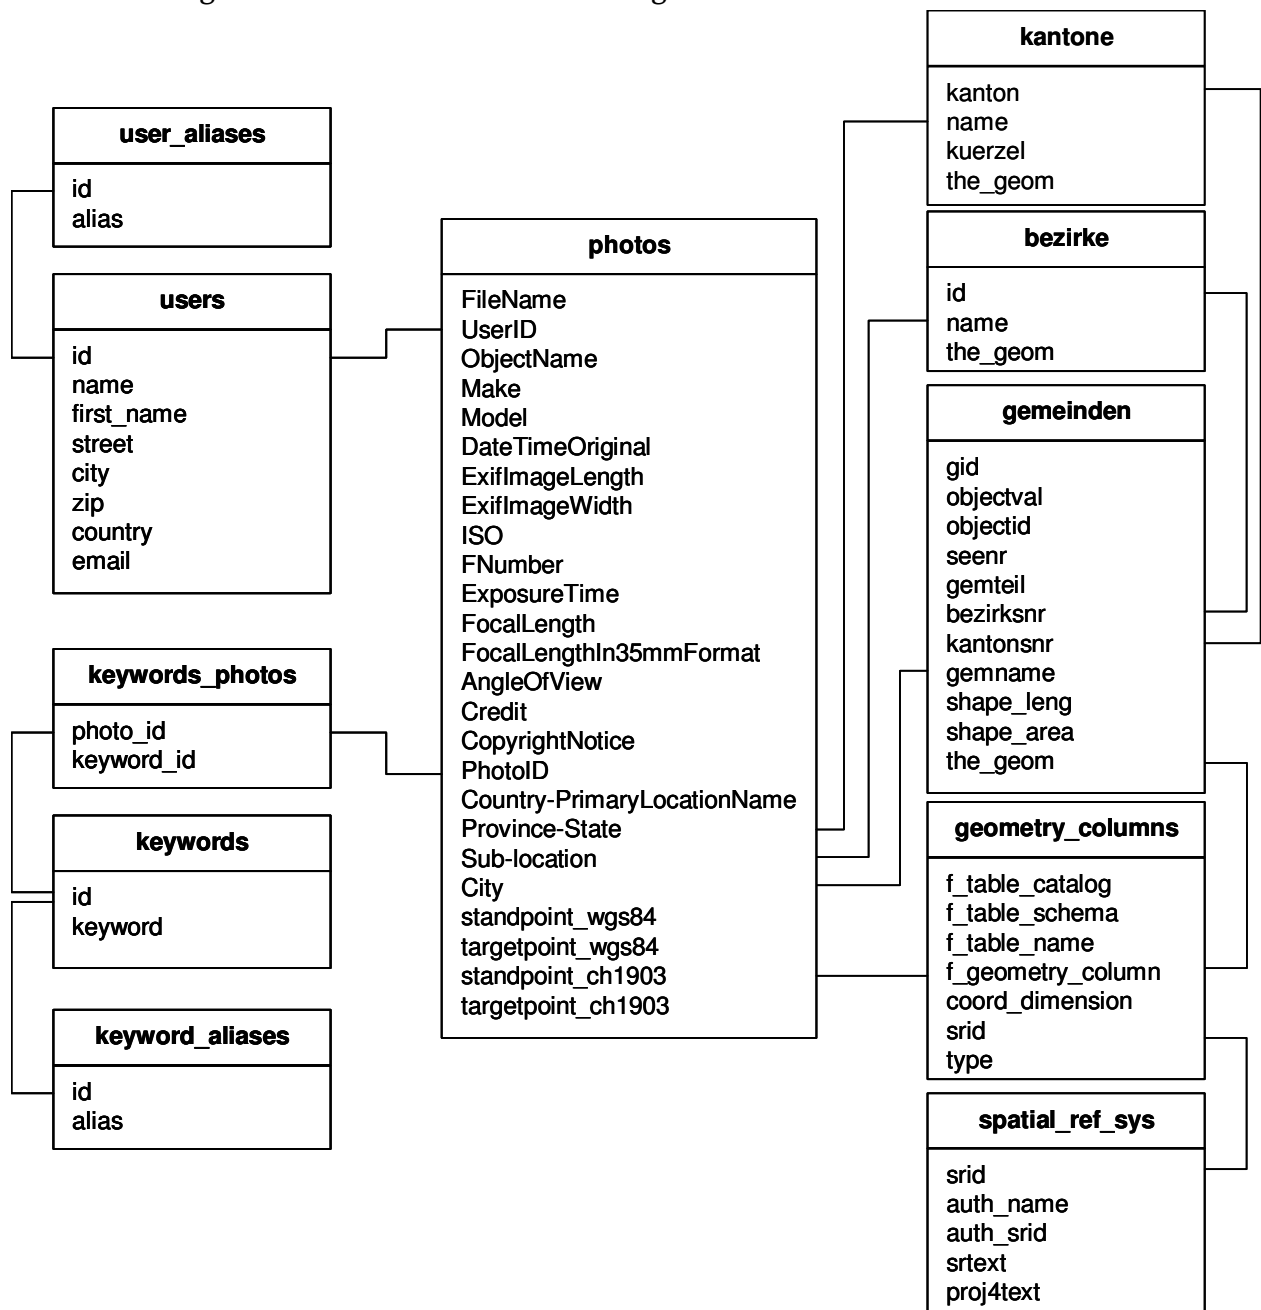 kantone
kanton
name
kuerzel
the_geom
user_aliases
id
alias
bezirke
id
name
the_geom
users
id
name
first_name
street
city
zip
country
email
photos
FileName
UserID
ObjectName
Make
Model
DateTimeOriginal
ExifImageLength
ExifImageWidth
ISO
FNumber
ExposureTime
FocalLength
FocalLengthIn35mmFormat
AngleOfView
Credit
CopyrightNotice
PhotoID
Country-PrimaryLocationName
Province-State
Sub-location
City
standpoint_wgs84
targetpoint_wgs84
standpoint_ch1903
targetpoint_ch1903
gemeinden
gid
objectval
objectid
seenr
gemteil
bezirksnr
kantonsnr
gemname
shape_leng
shape_area
the_geom
keywords_photos
photo_id
keyword_id
keywords
id
keyword
keyword_aliases
id
alias
geometry_columns
f_table_catalog
f_table_schema
f_table_name
f_geometry_column
coord_dimension
srid
type
spatial_ref_sys
srid
auth_name
auth_srid
srtext
proj4text